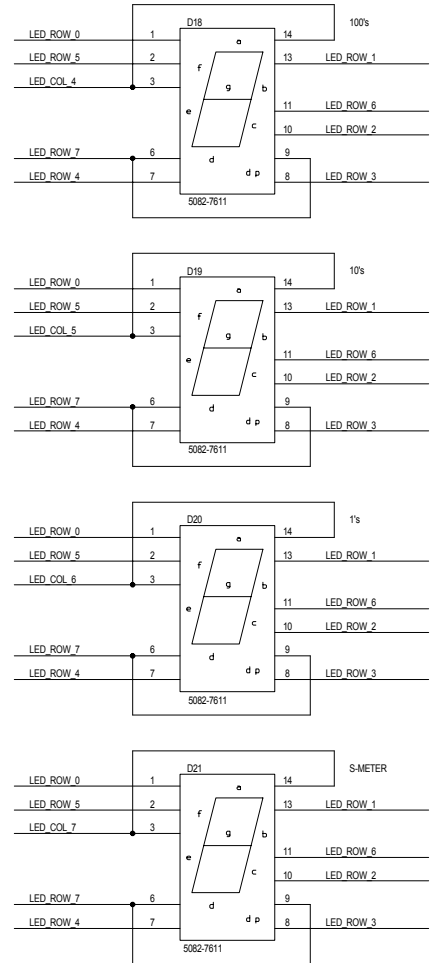 D18 100's
LED_ROW_0 1 14
a
LED_ROW_5 2 13 LED_ROW_1
f
LED_COL_4 3 g b
e 11 LED_ROW_6
c 10 LED_ROW_2
LED_ROW_7 6 d 9
LED_ROW_4 7 d p 8 LED_ROW_3
5082-7611
D19 10's
LED_ROW_0 1 14
a
LED_ROW_5 2 13 LED_ROW_1
f
LED_COL_5 3 g b
e 11 LED_ROW_6
c 10 LED_ROW_2
LED_ROW_7 6 d 9
LED_ROW_4 7 d p 8 LED_ROW_3
5082-7611
D20 1's
LED_ROW_0 1 14
a
LED_ROW_5 2 13 LED_ROW_1
f
LED_COL_6 3 g b
e 11 LED_ROW_6
c 10 LED_ROW_2
LED_ROW_7 6 d 9
LED_ROW_4 7 d p 8 LED_ROW_3
5082-7611
D21 S-METER
LED_ROW_0 1 14
a
LED_ROW_5 2 13 LED_ROW_1
f
LED_COL_7 3 g b
e 11 LED_ROW_6
c 10 LED_ROW_2
LED_ROW_7 6 d 9
LED_ROW_4 7 d p 8 LED_ROW_3
5082-7611